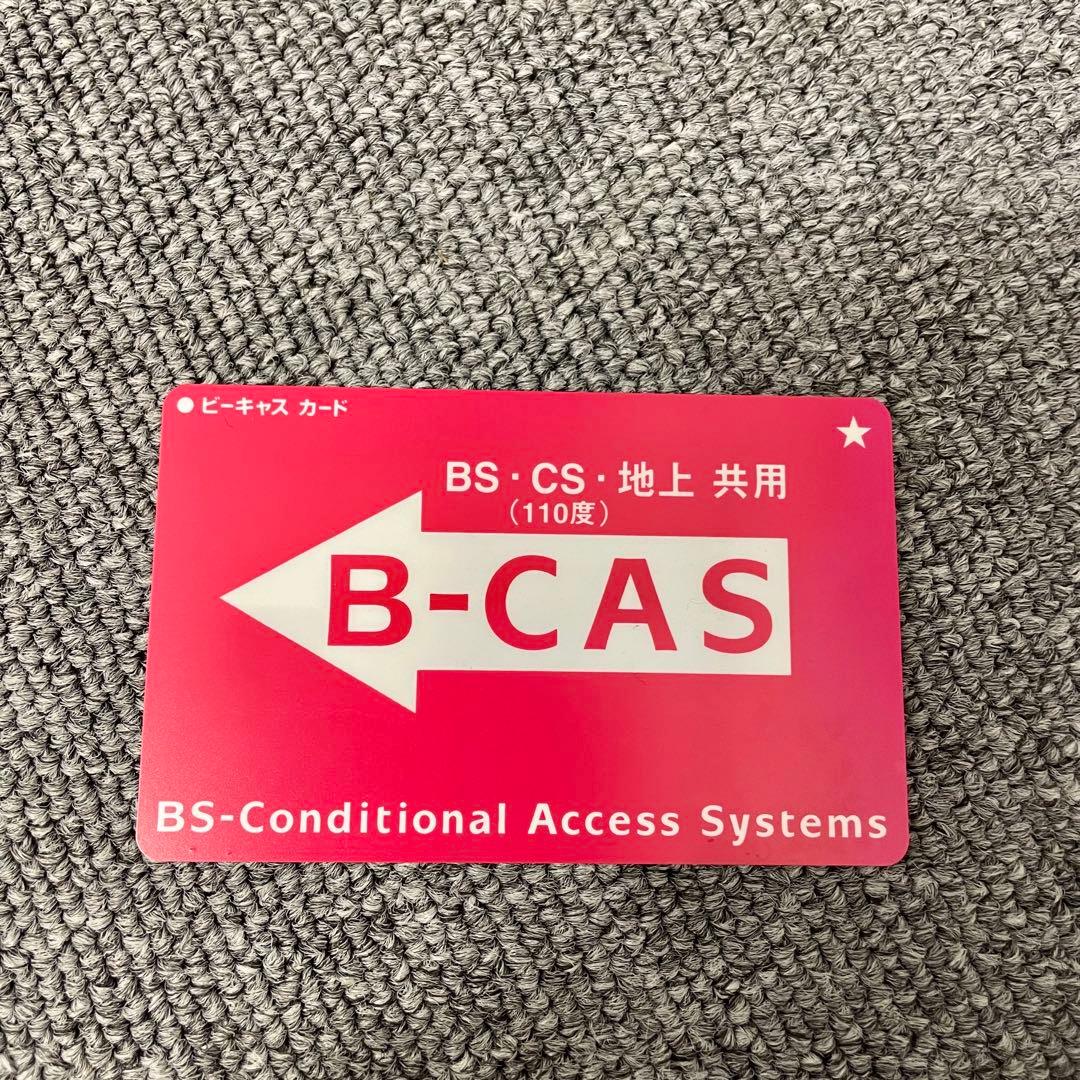 ● ビーキャス カード
★
BS・CS・地上 共用
(110度)
B-CAS
BS-Conditional Access Systems